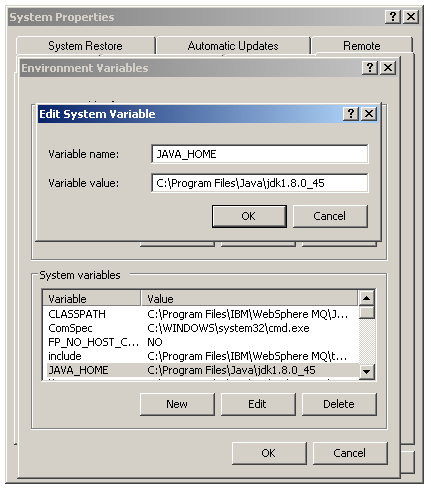 System Properties
System Restore
Automatic Updates
Remote
Environment Variables
Edit System Variable
Variable name:
JAVA_HOME
Variable value:
C:\Program Files\Java\jdk1.8.0_45
OK
Cancel
System variables
Variable Value
CLASSPATH C:\Program Files\IBM\WebSphere MQ\J...
ComSpec C:\WINDOWS\system32\cmd.exe
FP_NO_HOST_C... NO
include C:\Program Files\IBM\WebSphere MQ\t...
JAVA_HOME C:\Program Files\Java\jdk1.8.0_45
New
Edit
Delete
OK
Cancel